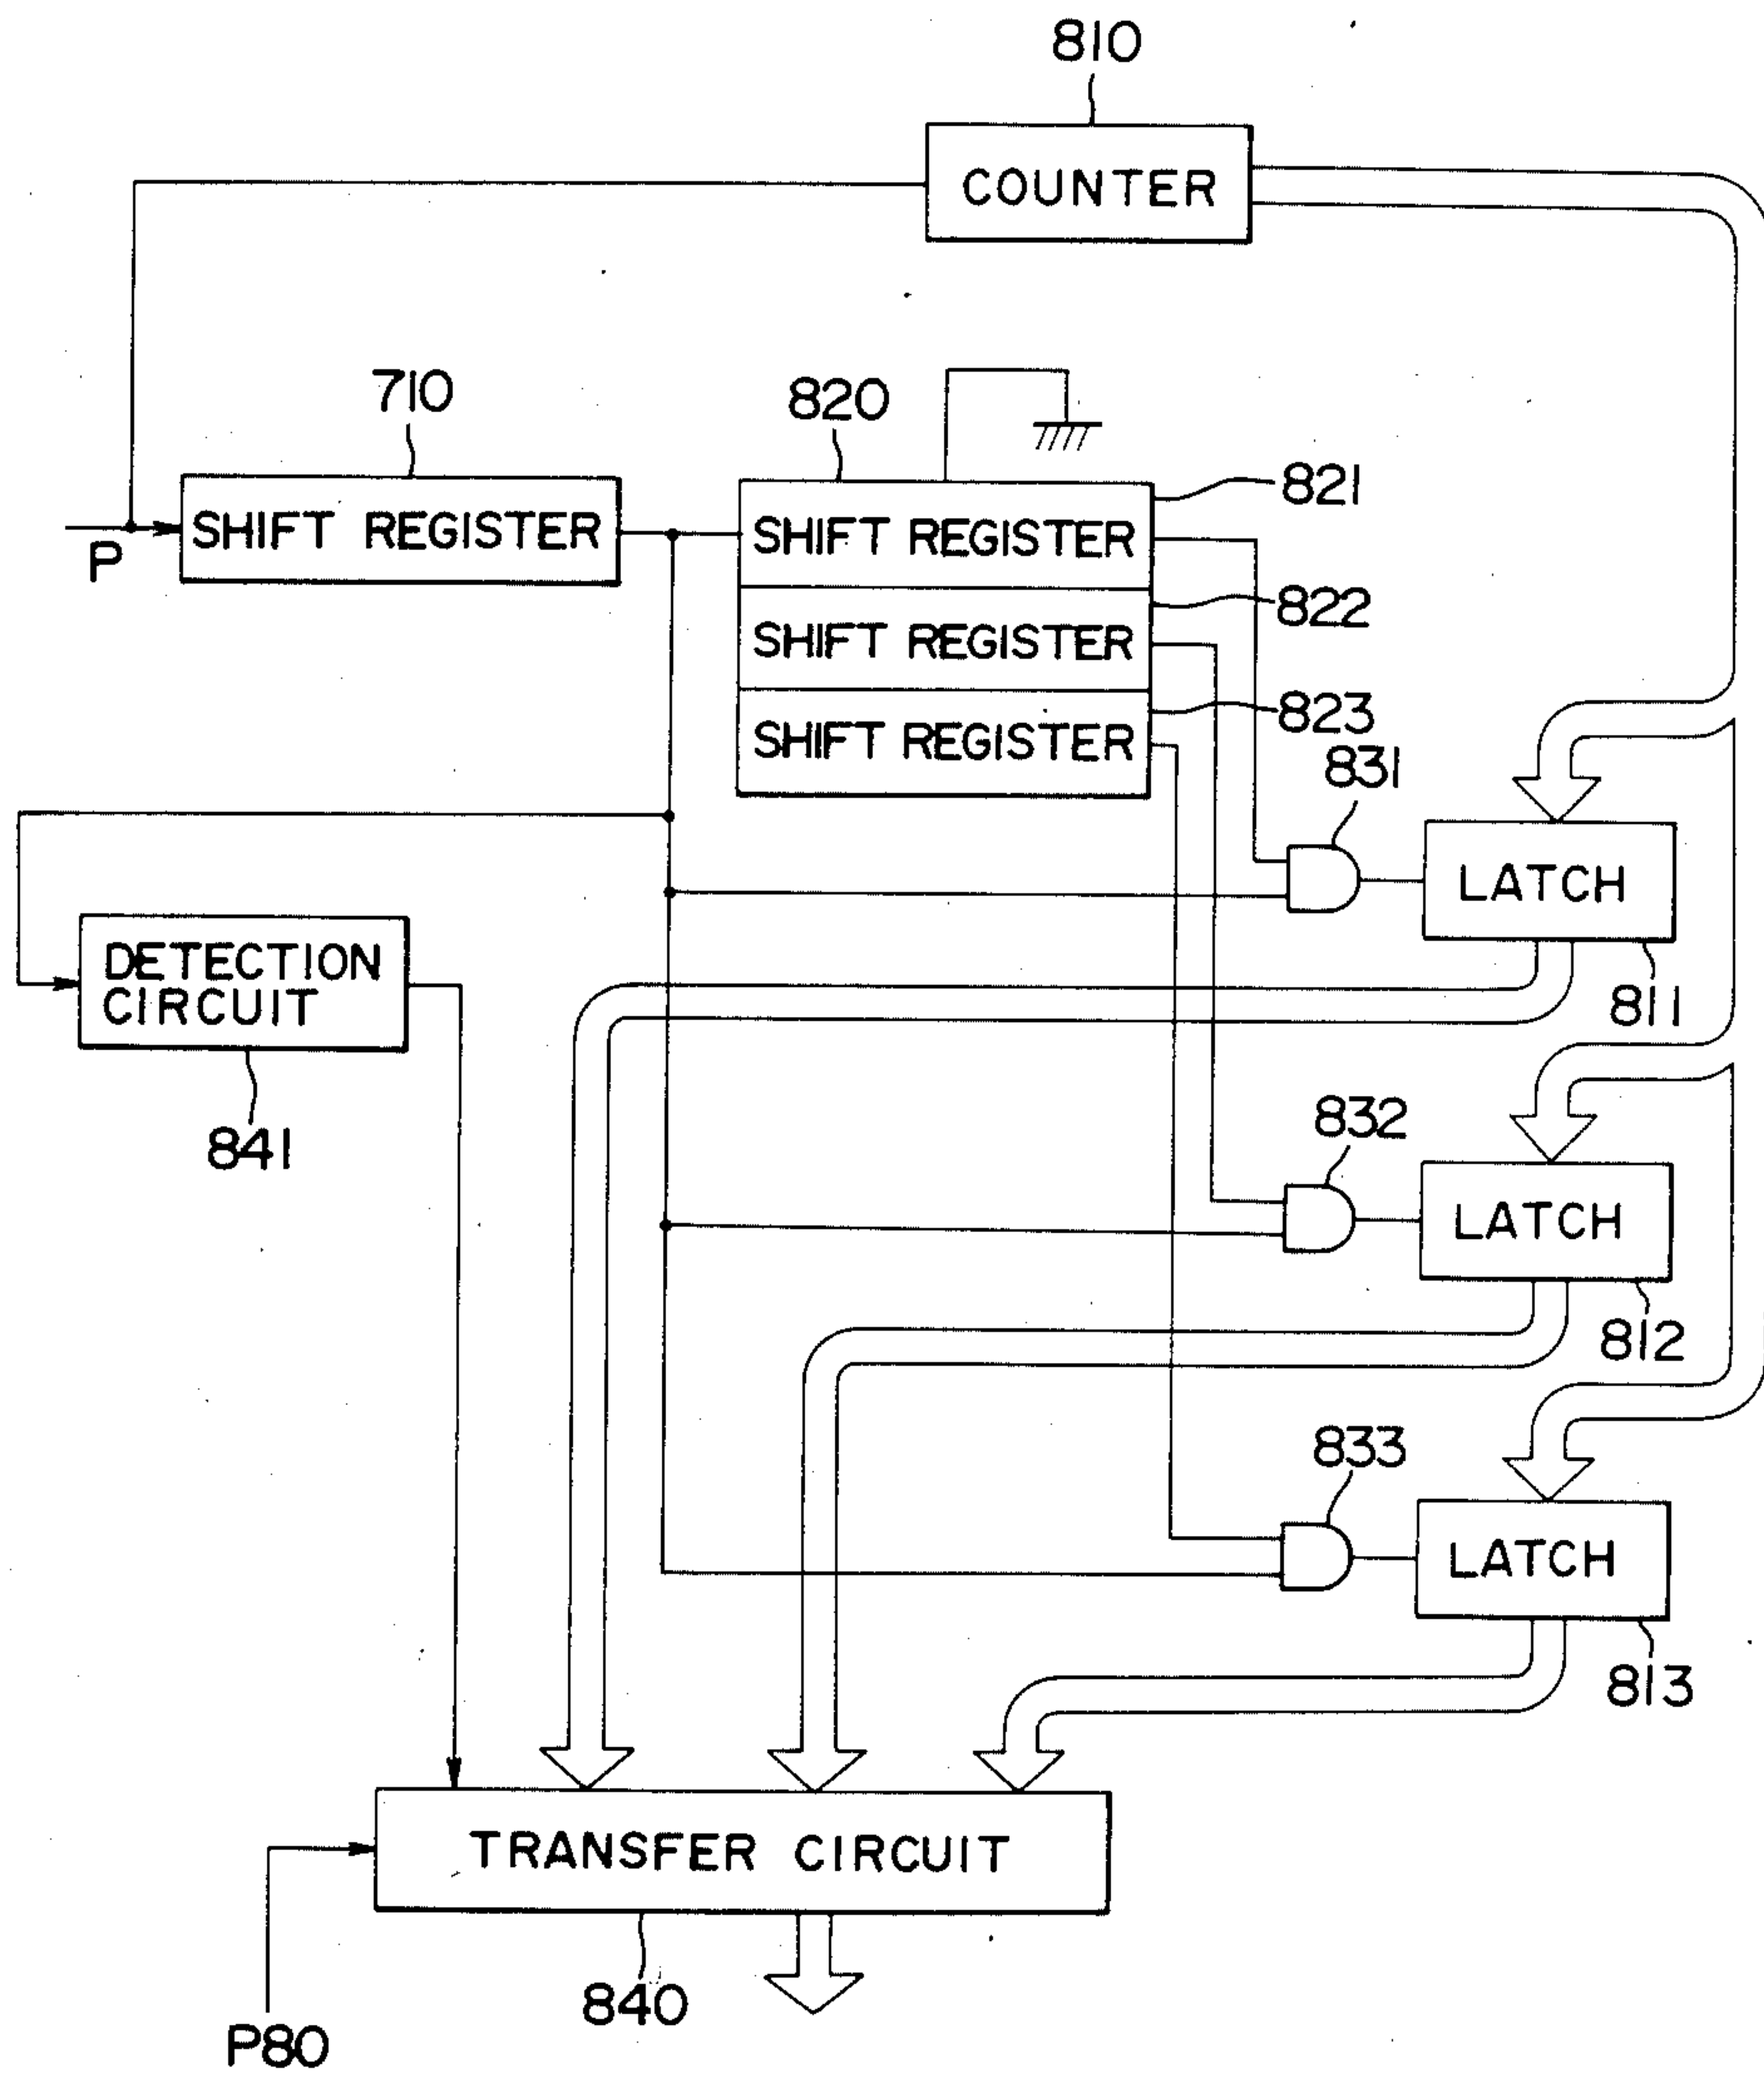 810
COUNTER
710
820
821
P
SHIFT REGISTER
SHIFT REGISTER
822
SHIFT REGISTER
823
SHIFT REGISTER
831
LATCH
811
DETECTION
CIRCUIT
841
832
LATCH
812
833
LATCH
813
TRANSFER CIRCUIT
840
P80